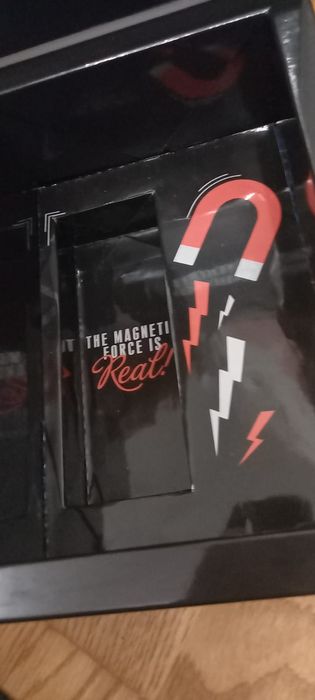 THE MAGNETI
FORCE IS
Real!